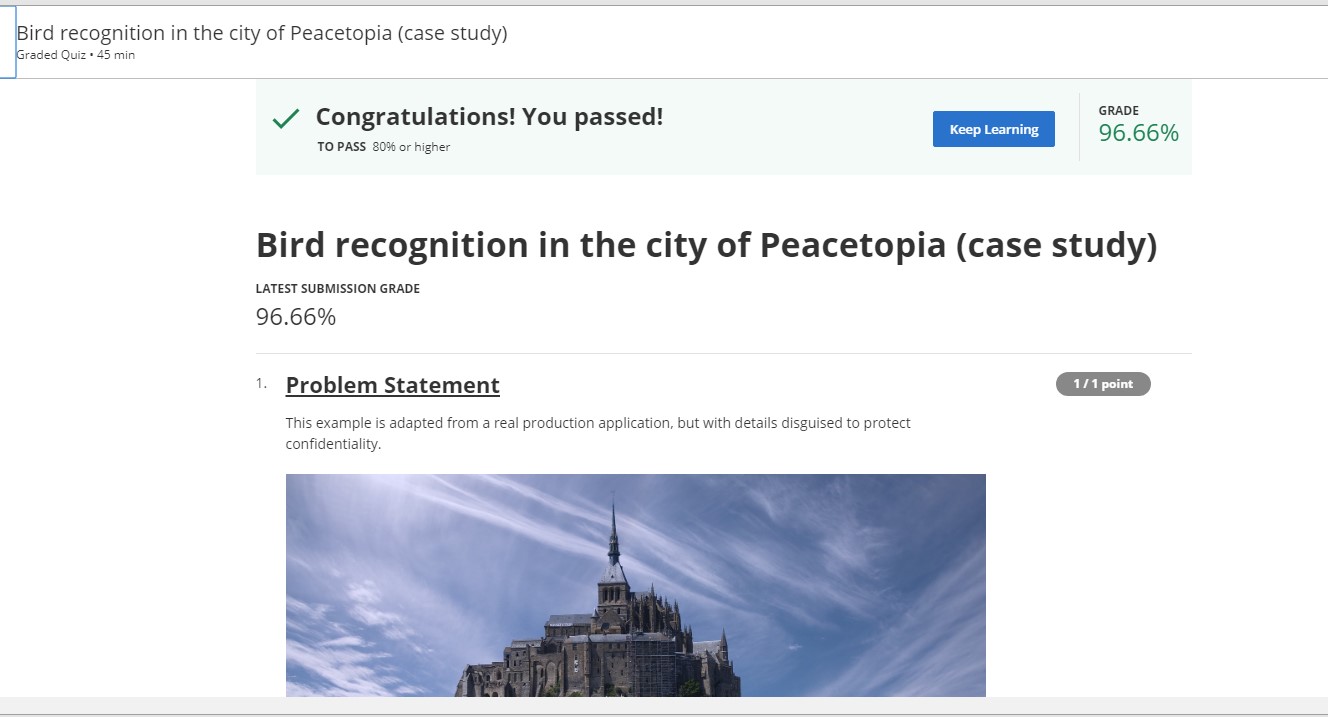 Bird recognition in the city of Peacetopia (case study)
Graded Quiz • 45 min
Congratulations! You passed!
TO PASS 80% or higher
Keep Learning
GRADE
96.66%
Bird recognition in the city of Peacetopia (case study)
LATEST SUBMISSION GRADE
96.66%
1. Problem Statement
1 / 1 point
This example is adapted from a real production application, but with details disguised to protect
confidentiality.